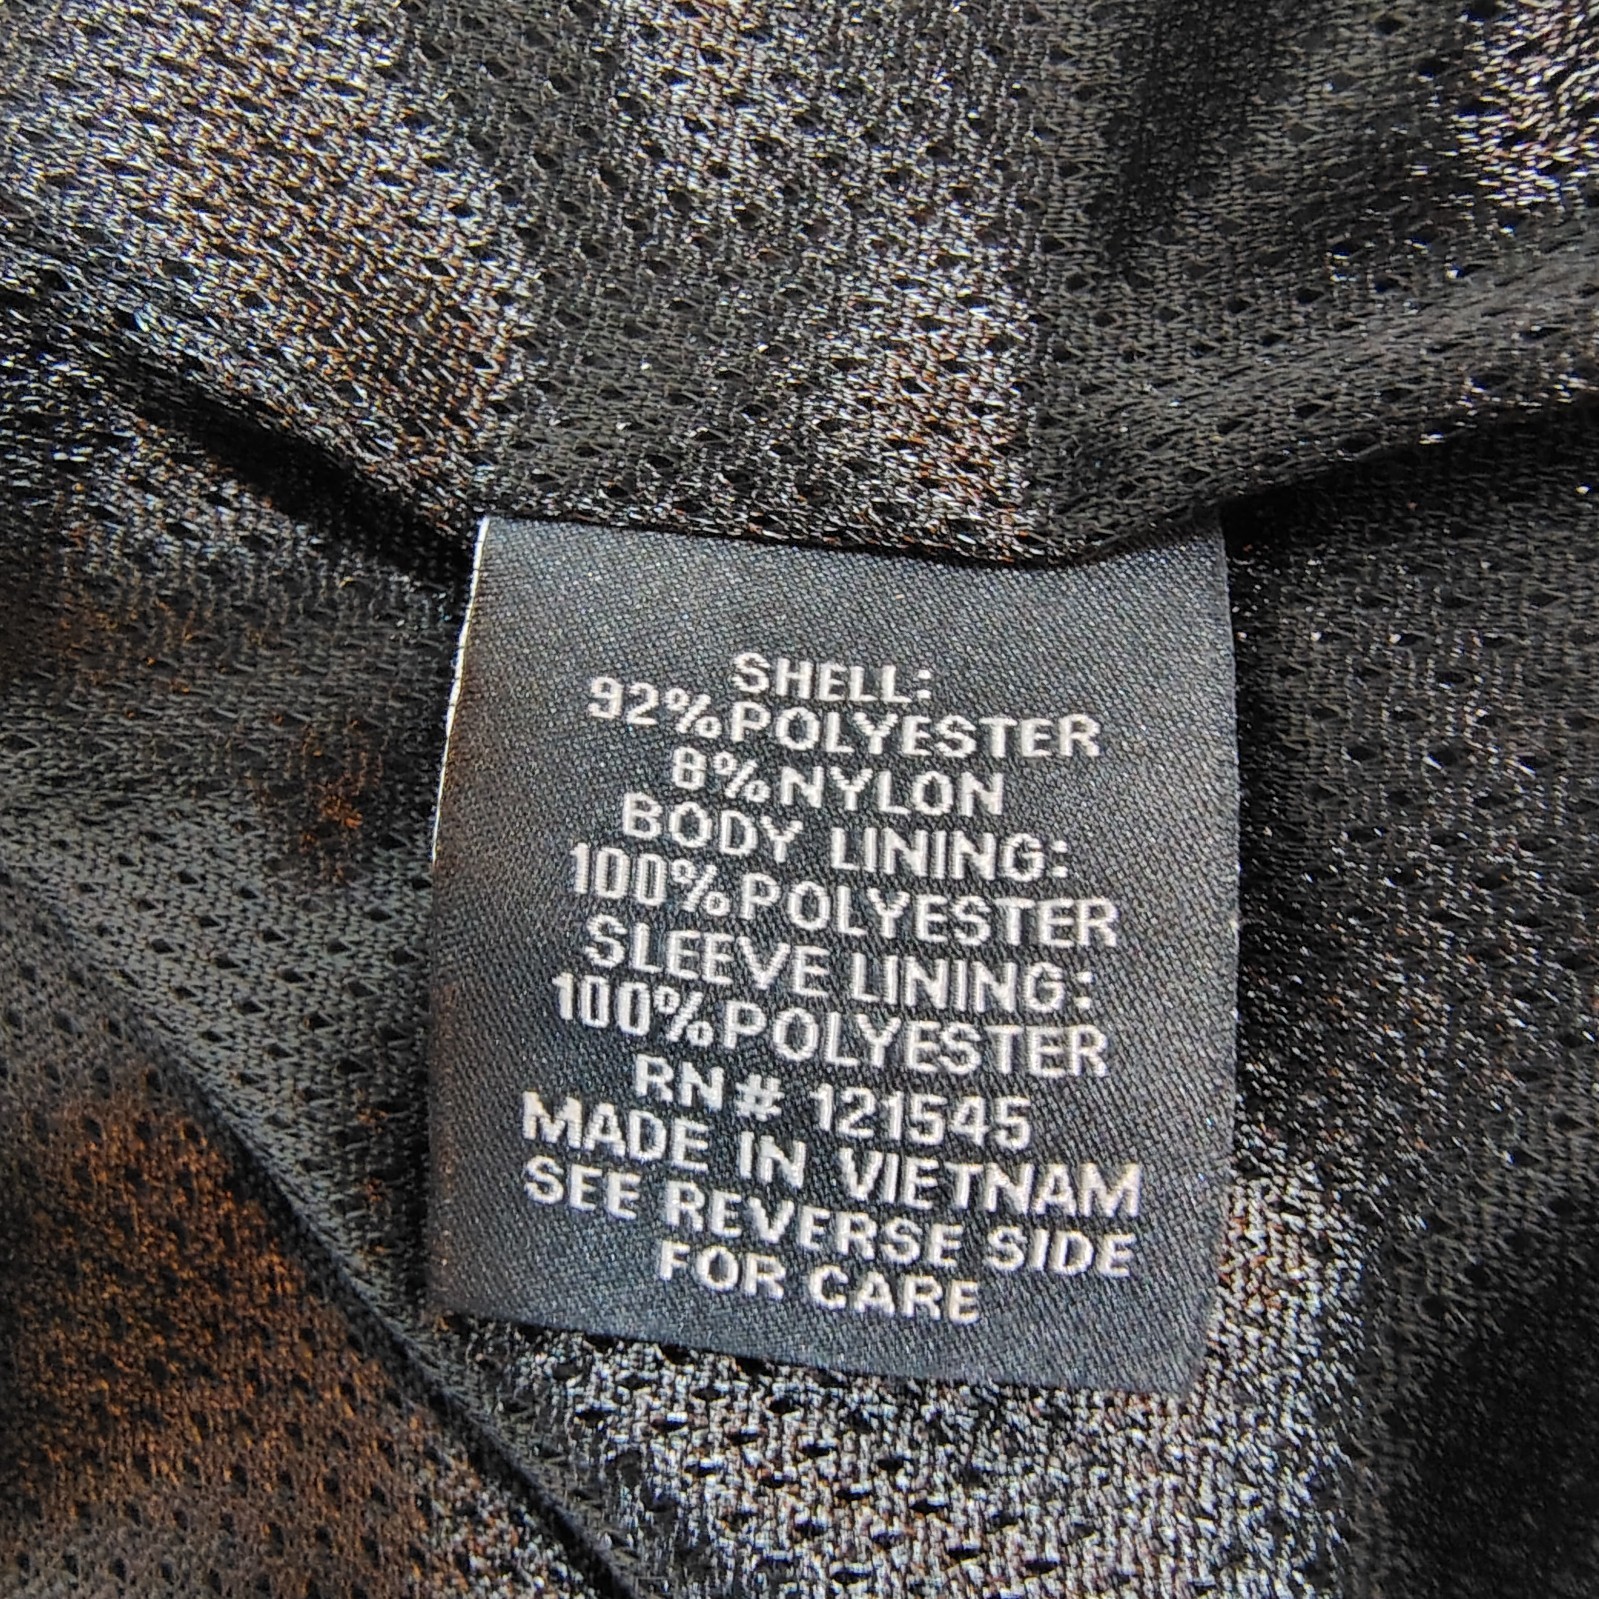 SHELL:
92%POLYESTER
8%NYLON
BODY LINING:
100%POLYESTER
SLEEVE LINING:
100%POLYESTER
RN# 121545
MADE IN VIETNAM
SEE REVERSE SIDE
FOR CARE